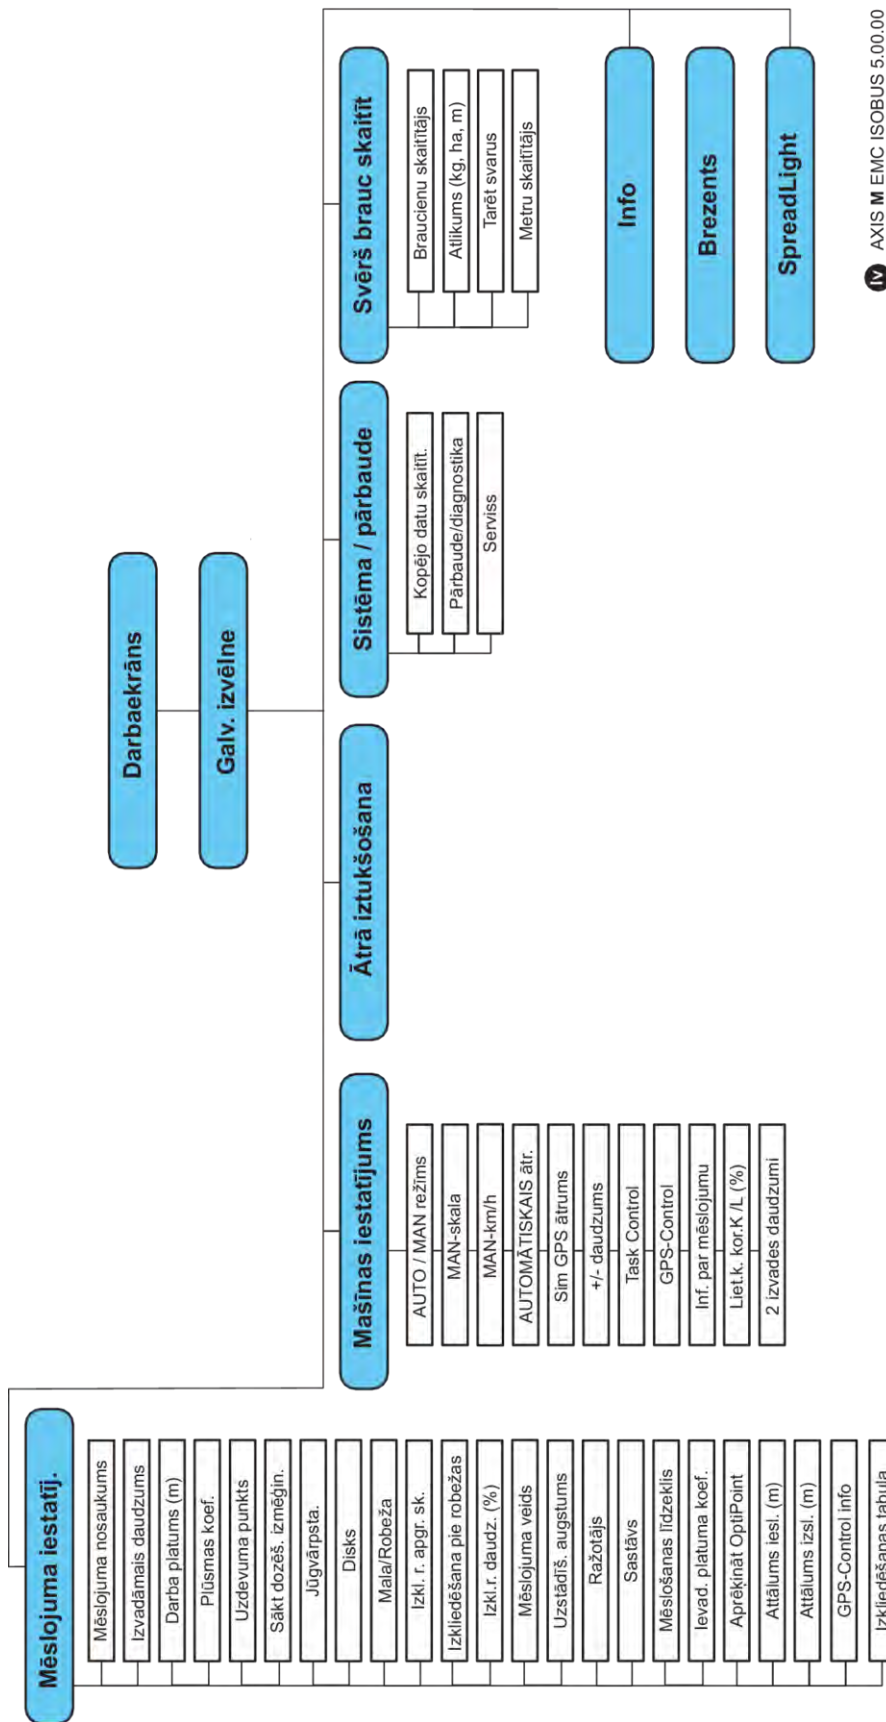 Darbaekrāns
Galv. izvēlne
Mēslojuma iestatīj.
Mēslojuma nosaukums
Izvadāmais daudzums
Darba platums (m)
Plūsmas koef.
Uzdevuma punkts
Sākt dozēš. izmēģin.
Jūgvārpsta.
Disks
Mala/Robeža
Izkl. r. apgr. sk.
Izkliedēšana pie robežas
Izkl.r. daudz. (%)
Mēslojuma veids
Uzstādīš. augstums
Ražotājs
Sastāvs
Mēslošanas līdzeklis
Ievad. platuma koef.
Aprēķināt OptiPoint
Attālums iesl. (m)
Attālums izsl. (m)
GPS-Control info
Izkliedēšanas tabula
Mašīnas iestatījums
AUTO / MAN režīms
MAN-skala
MAN-km/h
AUTOMĀTISKAIS ātr.
Sim GPS ātrums
+/- daudzums
Task Control
GPS-Control
Inf. par mēslojumu
Liet.k. kor.K /L (%)
2 izvades daudzumi
Ātrā iztukšošana
Sistēma / pārbaude
Kopējo datu skaitīt.
Pārbaude/diagnostika
Serviss
Svērš brauc skaitīt
Braucienu skaitītājs
Atlikums (kg, ha, m)
Tarēt svarus
Metru skaitītājs
Info
Brezents
SpreadLight
lv AXIS M EMC ISOBUS 5.00.00